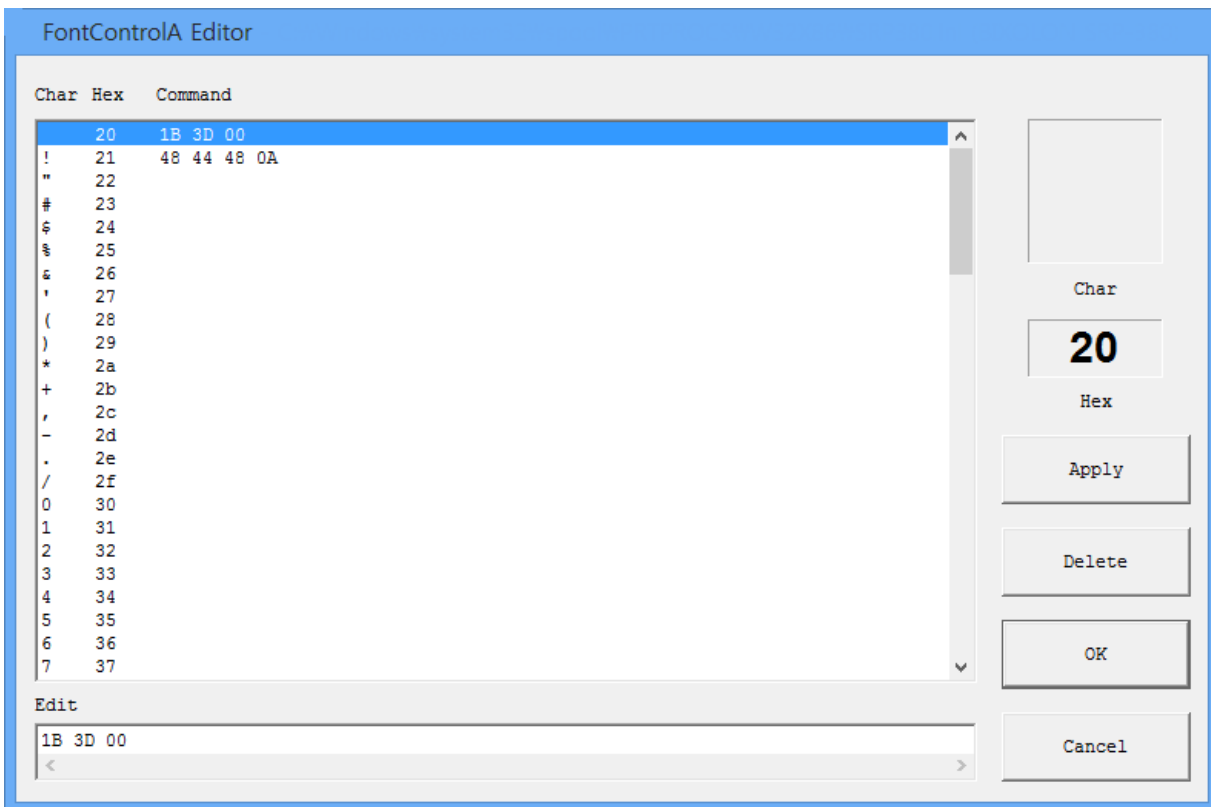 FontControlA Editor
Char Hex Command
20 1B 3D 00
! 21 48 44 48 0A
" 22
# 23
$ 24
% 25
& 26
' 27
( 28
) 29
* 2a
+ 2b
, 2c
- 2d
. 2e
/ 2f
0 30
1 31
2 32
3 33
4 34
5 35
6 36
7 37
Char
20
Hex
Apply
Delete
OK
Cancel
Edit
1B 3D 00